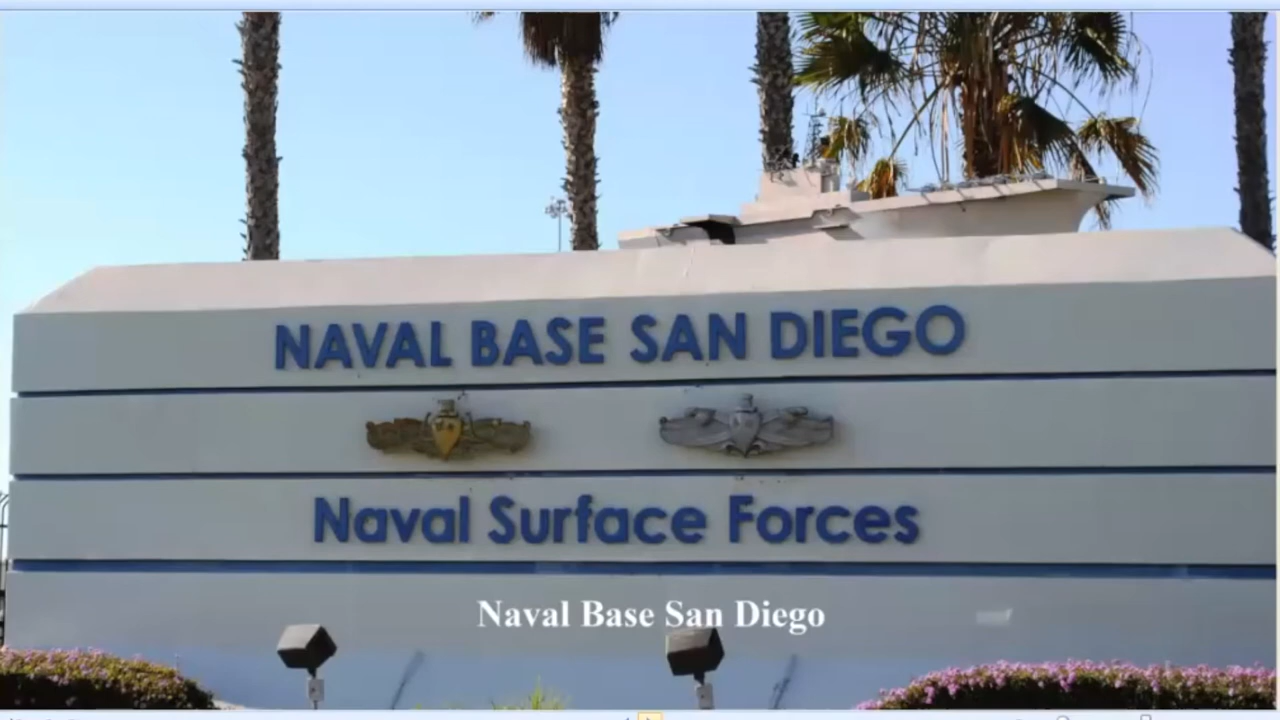 NAVAL BASE SAN DIEGO
Naval Surface Forces
Naval Base San Diego